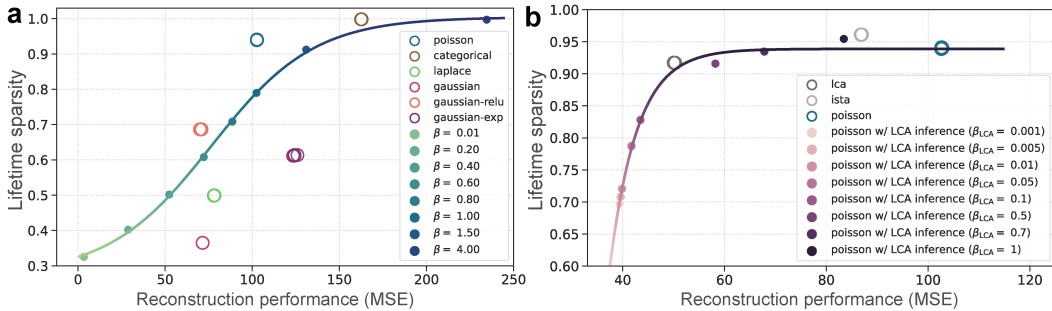 a
1.0
0.9
0.8
0.7
0.6
0.5
0.4
0.3
Lifetime sparsity
0
50
100
150
200
250
Reconstruction performance (MSE)
poisson
categorical
laplace
gaussian
gaussian-relu
gaussian-exp
β = 0.01
β = 0.20
β = 0.40
β = 0.60
β = 0.80
β = 1.00
β = 1.50
β = 4.00
b
1.00
0.95
0.90
0.85
0.80
0.75
0.70
0.65
0.60
Lifetime sparsity
40
60
80
100
120
Reconstruction performance (MSE)
lca
ista
poisson
poisson w/ LCA inference (βLCA = 0.001)
poisson w/ LCA inference (βLCA = 0.005)
poisson w/ LCA inference (βLCA = 0.01)
poisson w/ LCA inference (βLCA = 0.05)
poisson w/ LCA inference (βLCA = 0.1)
poisson w/ LCA inference (βLCA = 0.5)
poisson w/ LCA inference (βLCA = 0.7)
poisson w/ LCA inference (βLCA = 1)